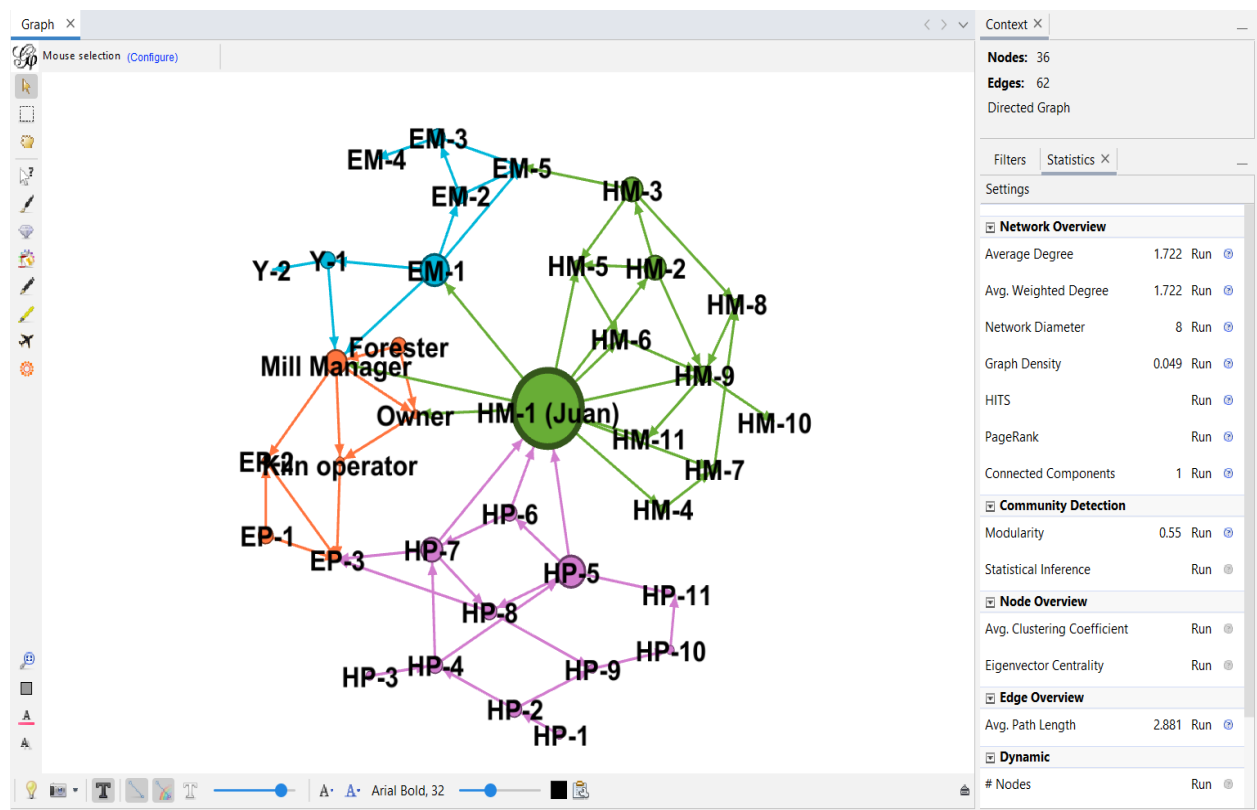 Graph
Context
Mouse selection (Configure)
Nodes: 36
Edges: 62
Directed Graph
Filters Statistics
Settings
Network Overview
Average Degree 1.722 Run
Avg. Weighted Degree 1.722 Run
Network Diameter 8 Run
Graph Density 0.049 Run
HITS Run
PageRank Run
Connected Components 1 Run
Community Detection
Modularity 0.55 Run
Statistical Inference Run
Node Overview
Avg. Clustering Coefficient Run
Eigenvector Centrality Run
Edge Overview
Avg. Path Length 2.881 Run
Dynamic
# Nodes Run
EM-3
EM-4
EM-5
EM-2
HM-3
Y-2
Y-1
EM-1
HM-5
HM-2
HM-8
HM-6
Forester
Mill Manager
HM-9
Owner
HM-1 (Juan)
HM-10
HM-11
EP-2
Kiln operator
HM-7
HM-4
HP-6
EP-1
EP-3
HP-7
HP-5
HP-11
HP-8
HP-10
HP-3
HP-4
HP-9
HP-2
HP-1
T
T
A
A
Arial Bold, 32
A
A